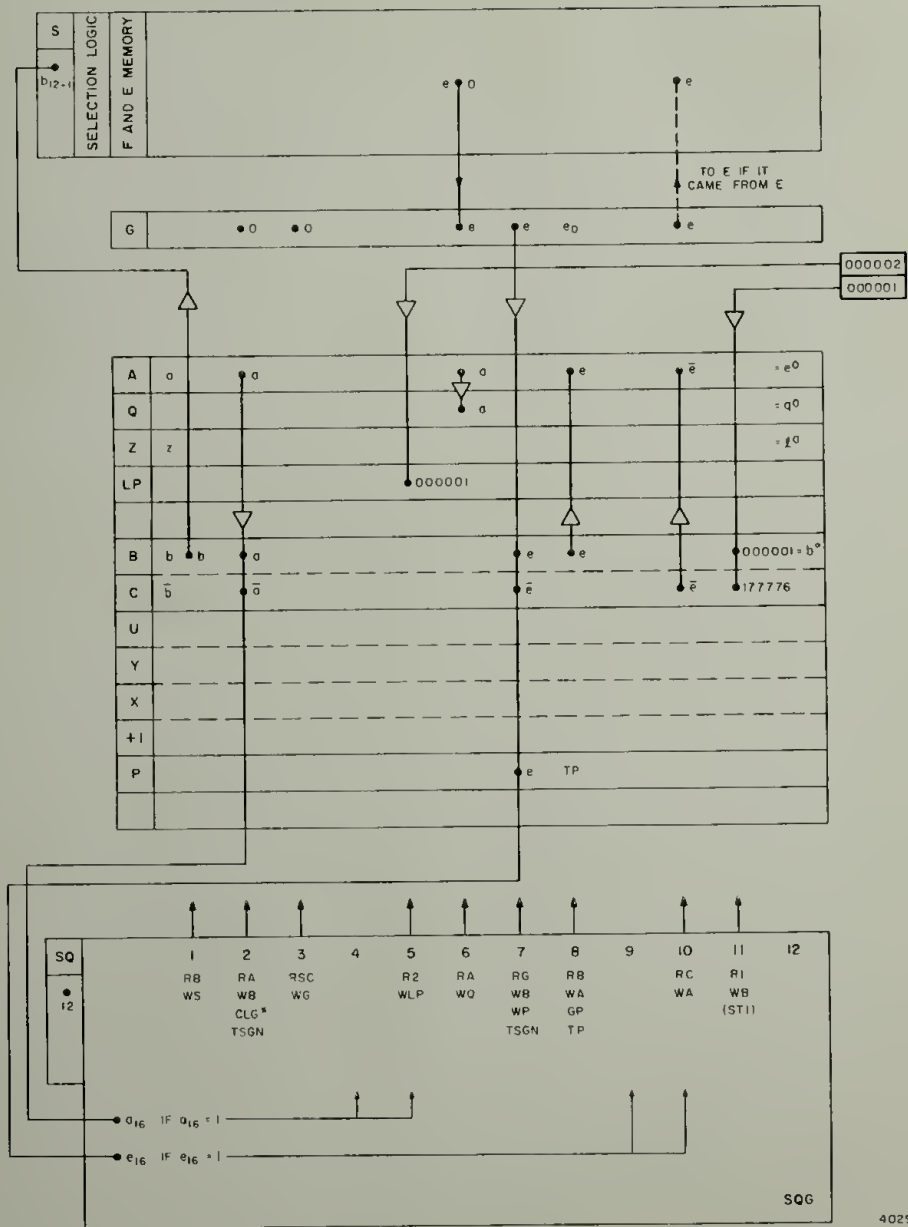 S
b12-1
SELECTION LOGIC
F AND E MEMORY
e 0
e
TO E IF IT
CAME FROM E
G
0
0
e
e
e0
e
000002
000001
A
a
a
a
e
ē
= e0
Q
a
= q0
Z
z
LP
000001
B
b b
a
e
e
000001 = b0
C
b̄
ā
ē
ē
177776
U
Y
X
+1
P
e
TP
SQ
12
1 2 3 4 5 6 7 8 9 10 11 12
RB RA RSC R2 RA RG RB RC R1
WS WB WG WLP WQ WB WA WA WB
CLG* WP GP (ST1)
TSGN TSGN TP
a16 IF a16 = 1
e16 IF e16 = 1
SQG